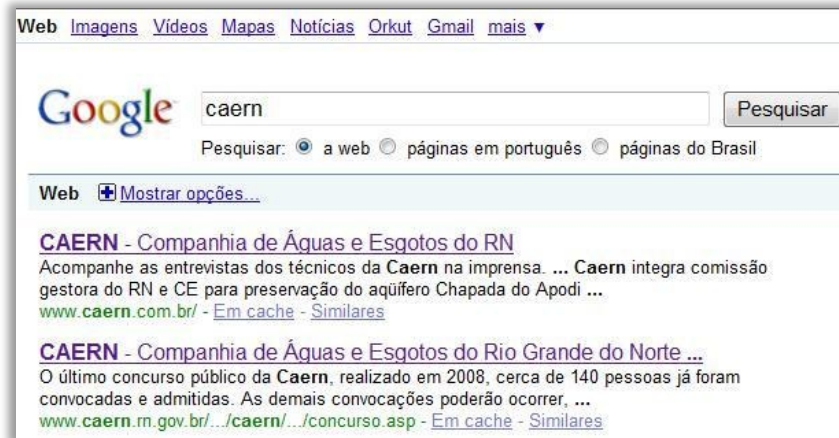 Web Imagens Vídeos Mapas Notícias Orkut Gmail mais ▼
Google caern Pesquisar
Pesquisar: a web páginas em português páginas do Brasil
Web Mostrar opções...
CAERN - Companhia de Águas e Esgotos do RN
Acompanhe as entrevistas dos técnicos da Caern na imprensa. ... Caern integra comissão
gestora do RN e CE para preservação do aqüífero Chapada do Apodi ...
www.caern.com.br/ - Em cache - Similares
CAERN - Companhia de Águas e Esgotos do Rio Grande do Norte ...
O último concurso público da Caern, realizado em 2008, cerca de 140 pessoas já foram
convocadas e admitidas. As demais convocações poderão ocorrer, ...
www.caern.rn.gov.br/.../caern/.../concurso.asp - Em cache - Similares